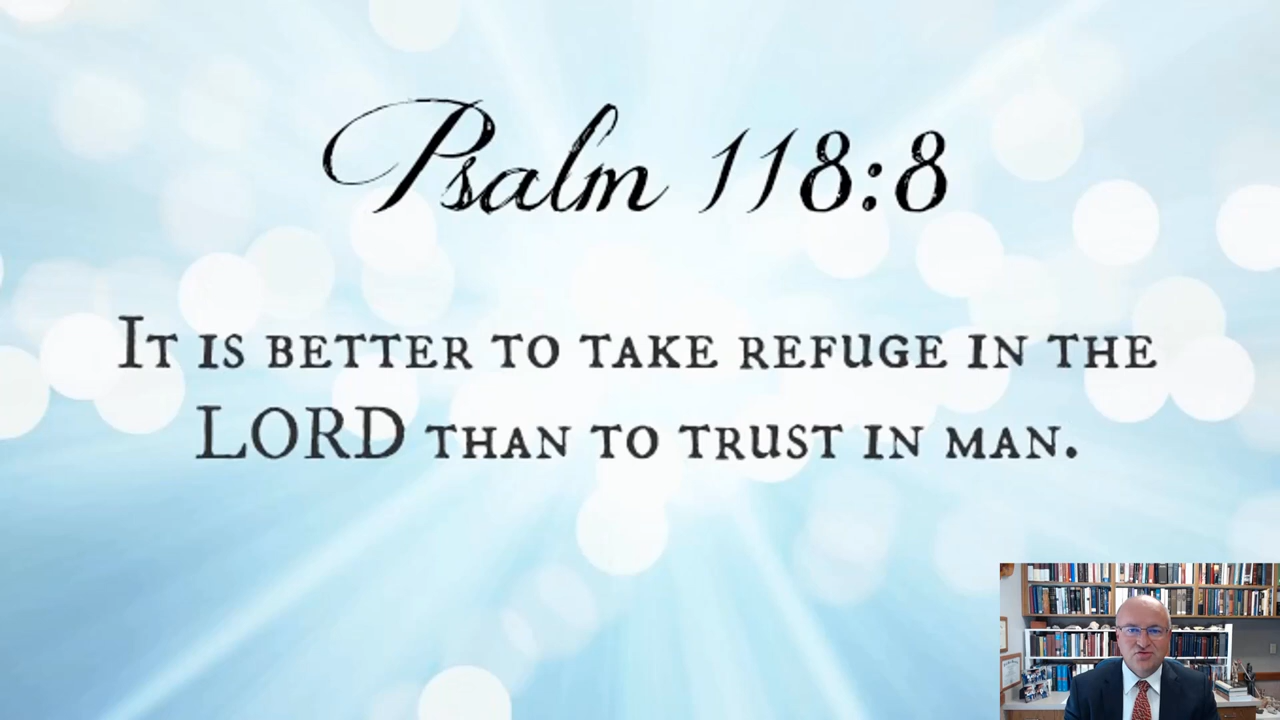 Psalm 118:8
It is better to take refuge in the
LORD than to trust in man.